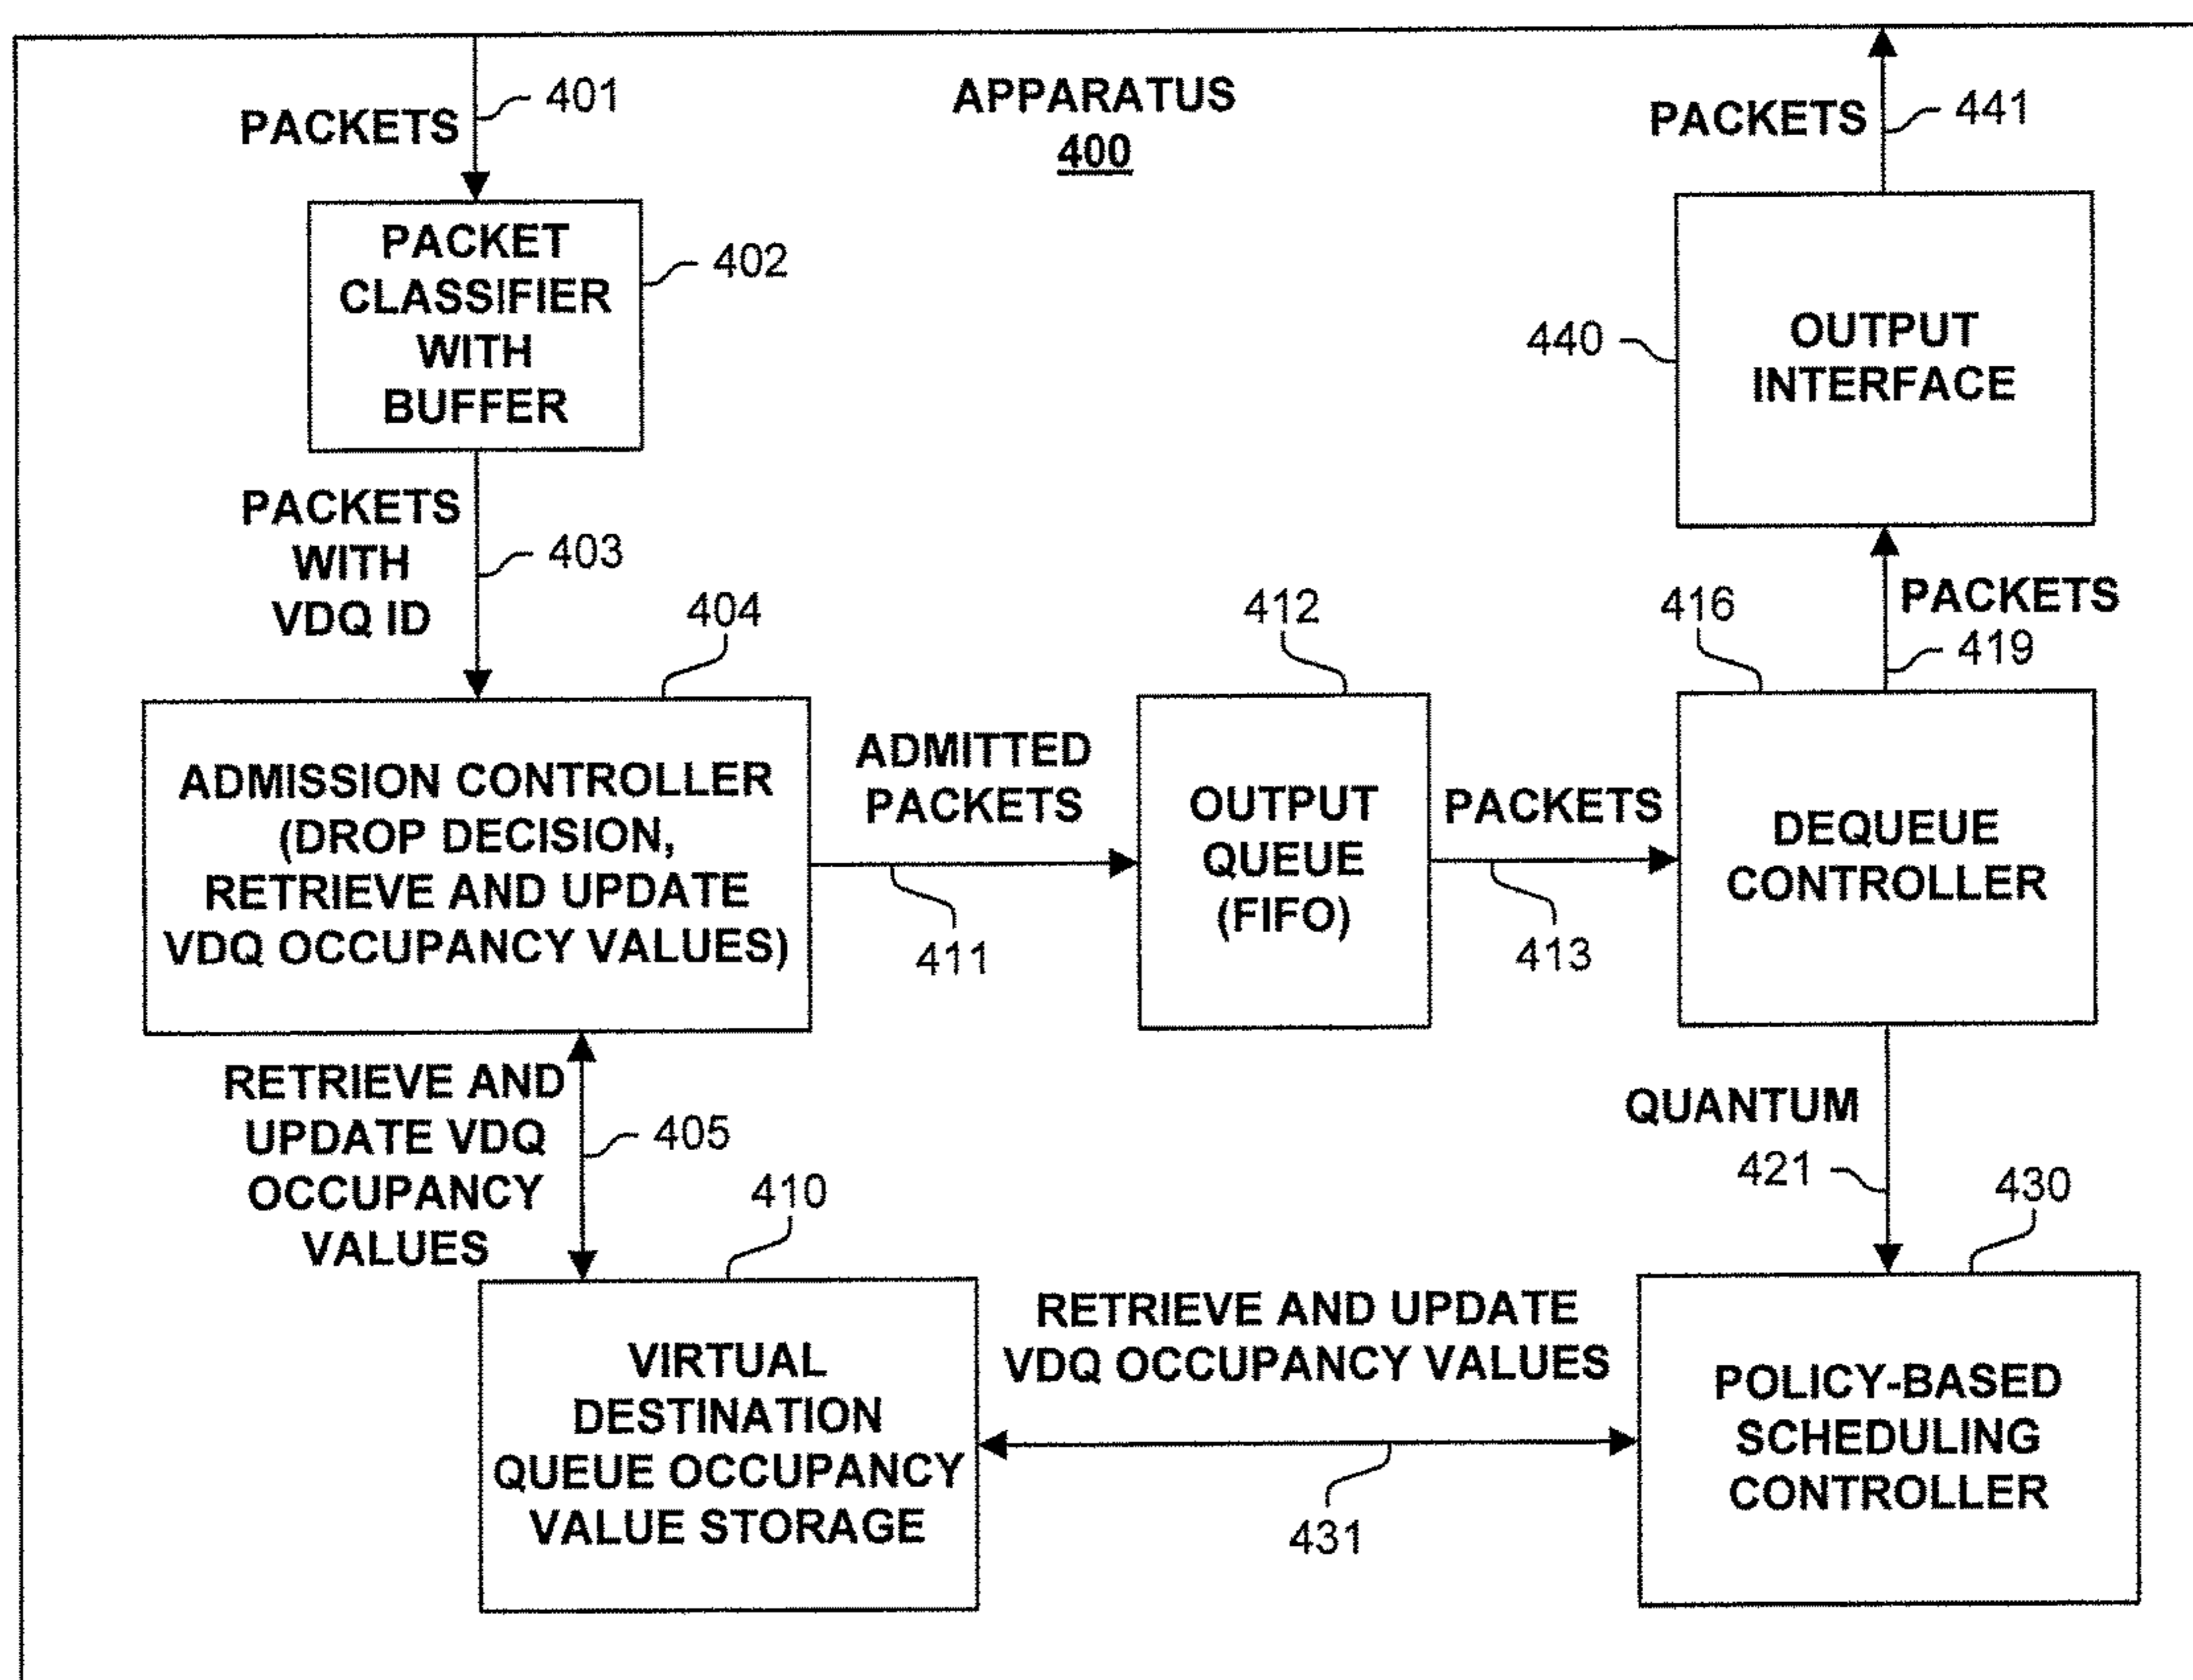 APPARATUS
400
PACKETS
401
PACKET
CLASSIFIER
WITH
BUFFER
402
PACKETS
WITH
VDQ ID
403
404
ADMISSION CONTROLLER
(DROP DECISION,
RETRIEVE AND UPDATE
VDQ OCCUPANCY VALUES)
ADMITTED
PACKETS
411
412
OUTPUT
QUEUE
(FIFO)
PACKETS
413
416
DEQUEUE
CONTROLLER
PACKETS
419
440
OUTPUT
INTERFACE
PACKETS
441
RETRIEVE AND
UPDATE VDQ
OCCUPANCY
VALUES
405
410
VIRTUAL
DESTINATION
QUEUE OCCUPANCY
VALUE STORAGE
RETRIEVE AND UPDATE
VDQ OCCUPANCY VALUES
431
QUANTUM
421
430
POLICY-BASED
SCHEDULING
CONTROLLER